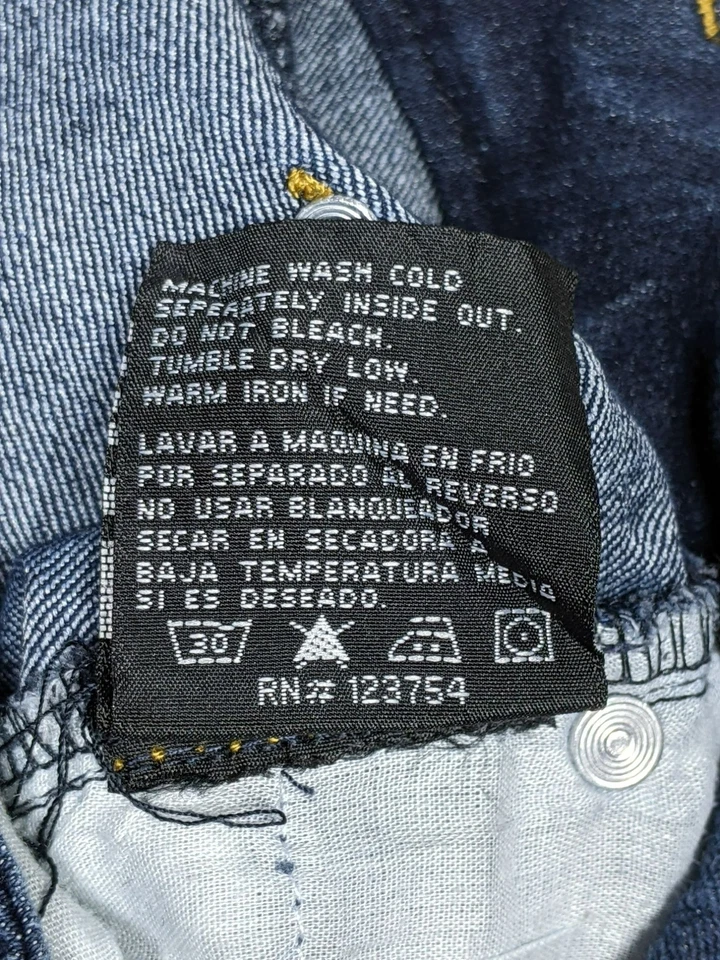 MACHINE WASH COLD
SEPERATELY INSIDE OUT.
DO NOT BLEACH.
TUMBLE DRY LOW.
WARM IRON IF NEED.
LAVAR A MAQUINA EN FRIO
POR SEPARADO AL REVERSO
NO USAR BLANQUEADOR
SECAR EN SECADORA A
BAJA TEMPERATURA MEDIA
SI ES DESEADO.
30
RN# 123754